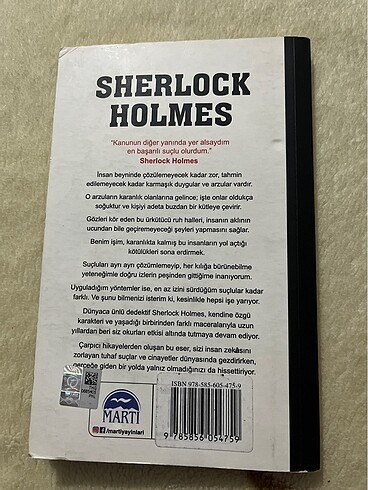 SHERLOCK
HOLMES
"Kanunun diğer yanında yer alsaydım
en başarılı suçlu olurdum."
Sherlock Holmes
İnsan beyninde çözülemeyecek kadar zor, tahmin
edilemeyecek kadar karmaşık duygular ve arzular vardır.
O arzuların karanlık olanlarına gelince; işte onlar oldukça
soğuktur ve kişiyi adeta buzdan bir kütleye çevirir.
Gözleri kör eden bu ürkütücü ruh halleri, insanın aklının
ucundan bile geçiremeyeceği şeyleri yapmasını sağlar.
Benim işim, karanlıkta kalmış bu insanların yol açtığı
kötülükleri sona erdirmek.
Suçluları ayrı ayrı çözümlemeyip, her kılığa bürünebilme
yeteneğimle doğru izlerin peşinden gittiğime inanıyorum.
Uyguladığım yöntemler ise, en az izini sürdüğüm suçlular kadar
farklı. Ve şunu bilmenizi isterim ki, kesinlikle hepsi işe yarıyor.
Dünyaca ünlü dedektif Sherlock Holmes, kendine özgü
karakteri ve yaşadığı birbirinden farklı maceralarıyla uzun
yıllardan beri siz okurları etkisi altında tutmaya devam ediyor.
Çarpıcı hikayelerden oluşan bu eser, sizi insan zekâsını
zorlayan tuhaf suçlar ve cinayetler dünyasında gezdirirken,
gerçeğe giden bir yolda yalnız olmadığınızı da hissettiriyor.
MARTI
/martiyayinlari
ISBN 978-585-605-475-9
9 785856 054759